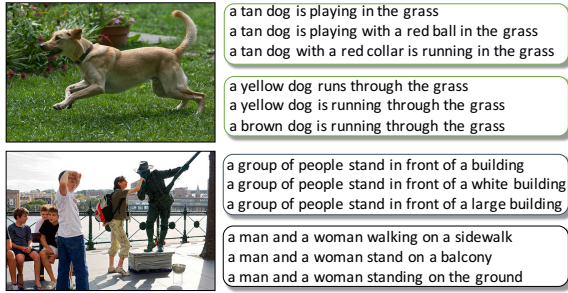 a tan dog is playing in the grass
a tan dog is playing with a red ball in the grass
a tan dog with a red collar is running in the grass
a yellow dog runs through the grass
a yellow dog is running through the grass
a brown dog is running through the grass
a group of people stand in front of a building
a group of people stand in front of a white building
a group of people stand in front of a large building
a man and a woman walking on a sidewalk
a man and a woman stand on a balcony
a man and a woman standing on the ground